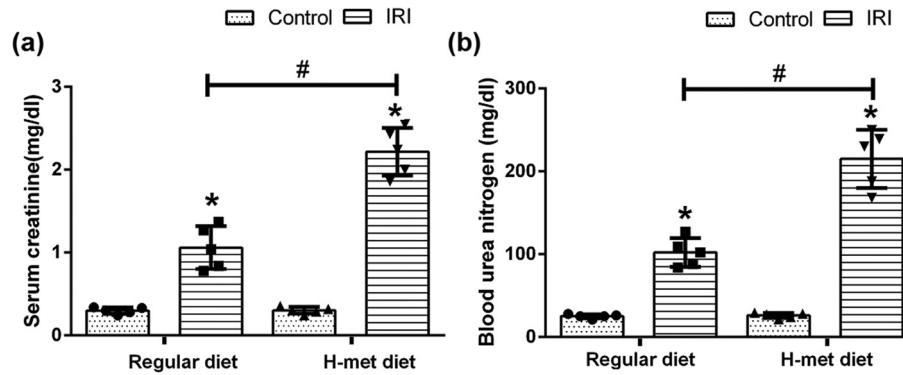 Control IRI
(a)
Serum creatinine(mg/dl)
3
2
1
0
#
*
*
Regular diet H-met diet
Control IRI
(b)
Blood urea nitrogen (mg/dl)
300
200
100
0
#
*
*
Regular diet H-met diet